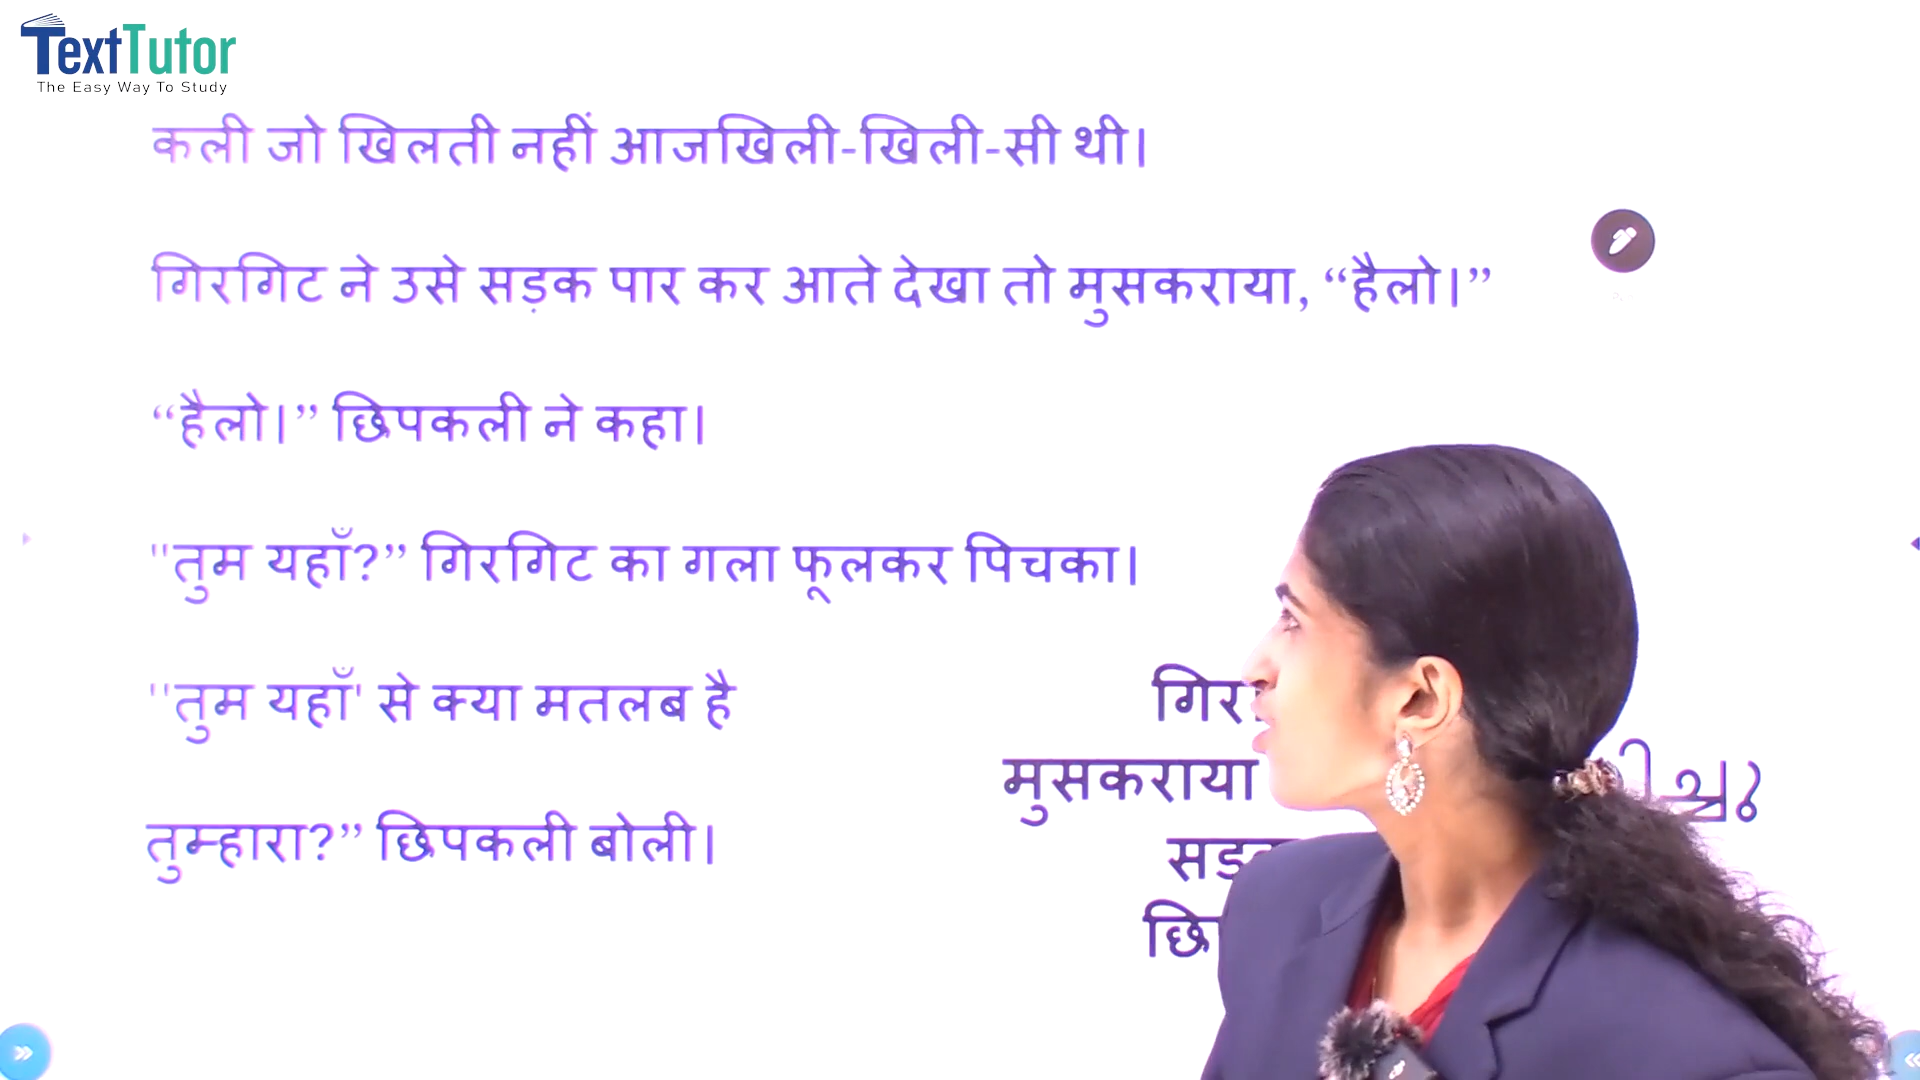 TextTutor
The Easy Way To Study
कली जो खिलती नहीं आजखिली-खिली-सी थी।
गिरगिट ने उसे सड़क पार कर आते देखा तो मुसकराया, “हैलो।”
“हैलो।” छिपकली ने कहा।
"तुम यहाँ?” गिरगिट का गला फूलकर पिचका।
''तुम यहाँ' से क्या मतलब है
तुम्हारा?” छिपकली बोली।
मुसकराया